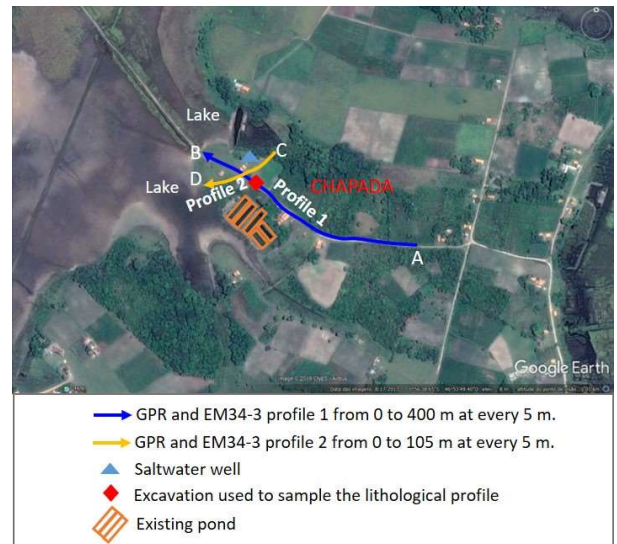 Lake
B
C
D
Profile 2
CHAPADA
Lake
Profile 1
A
Google Earth
GPR and EM34-3 profile 1 from 0 to 400 m at every 5 m.
GPR and EM34-3 profile 2 from 0 to 105 m at every 5 m.
Saltwater well
Excavation used to sample the lithological profile
Existing pond